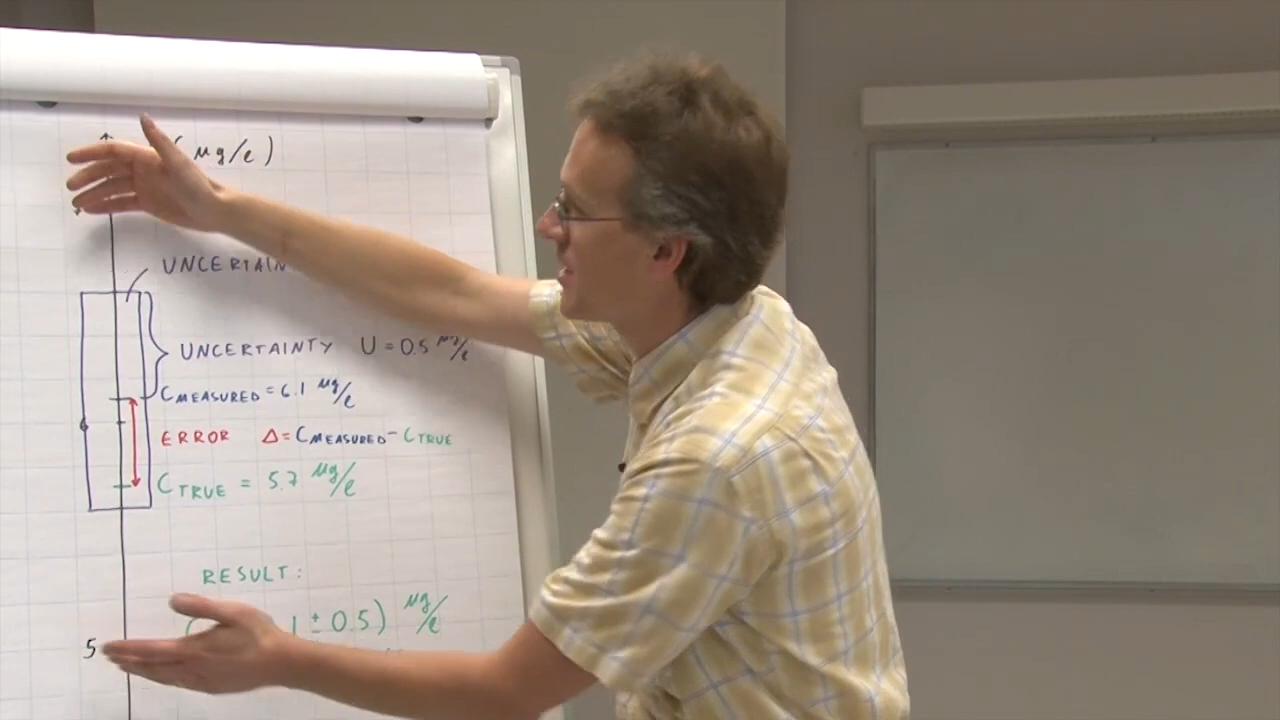 (μg/l)
UNCERTAIN
UNCERTAINTY U = 0.5 μg/l
CMEASURED = 6.1 μg/l
ERROR Δ = CMEASURED - CTRUE
CTRUE = 5.7 μg/l
RESULT:
( 1 ± 0.5) μg/l
5